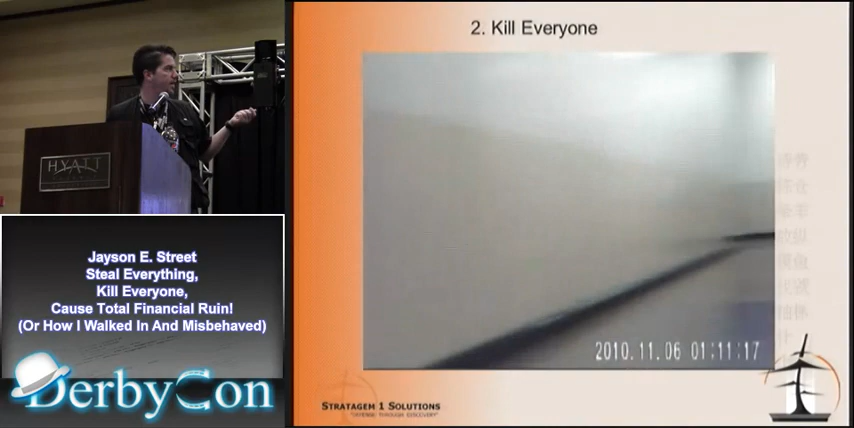 2. Kill Everyone
HYATT
2010.11.06 01:11:17
Jayson E. Street
Steal Everything,
Kill Everyone,
Cause Total Financial Ruin!
(Or How I Walked In And Misbehaved)
DerbyCon
STRATAGEM 1 SOLUTIONS